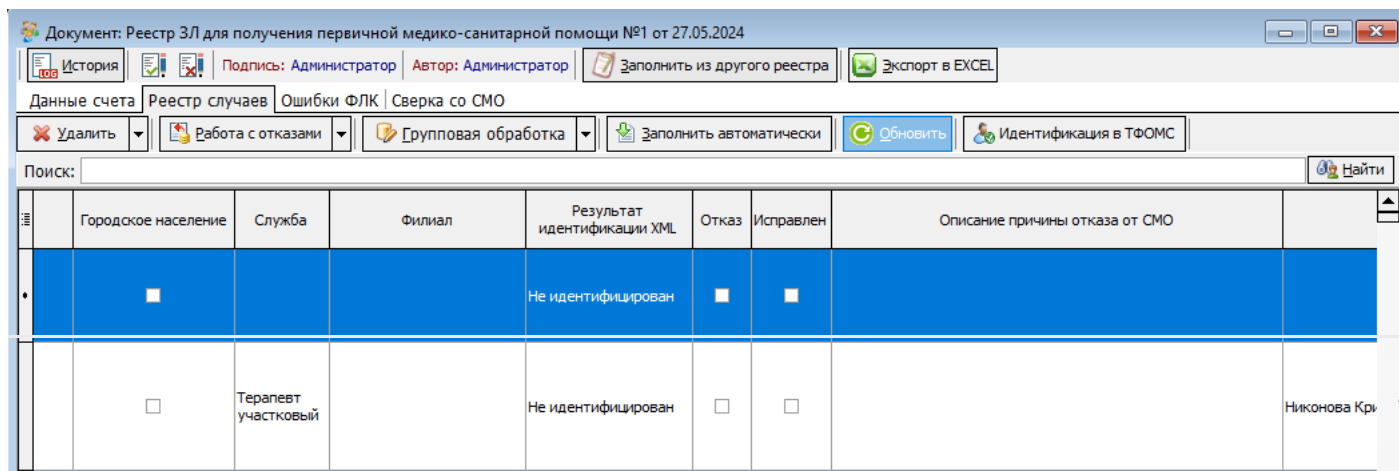 Документ: Реестр ЗЛ для получения первичной медико-санитарной помощи №1 от 27.05.2024
LOG История Подпись: Администратор Автор: Администратор Заполнить из другого реестра Экспорт в EXCEL
Данные счета Реестр случаев Ошибки ФЛК Сверка со СМО
Удалить Работа с отказами Групповая обработка Заполнить автоматически Обновить Идентификация в ТФОМС
Поиск: Найти
Городское население Служба Филиал Результат идентификации XML Отказ Исправлен Описание причины отказа от СМО
Не идентифицирован
Терапевт участковый Не идентифицирован Никонова Кри